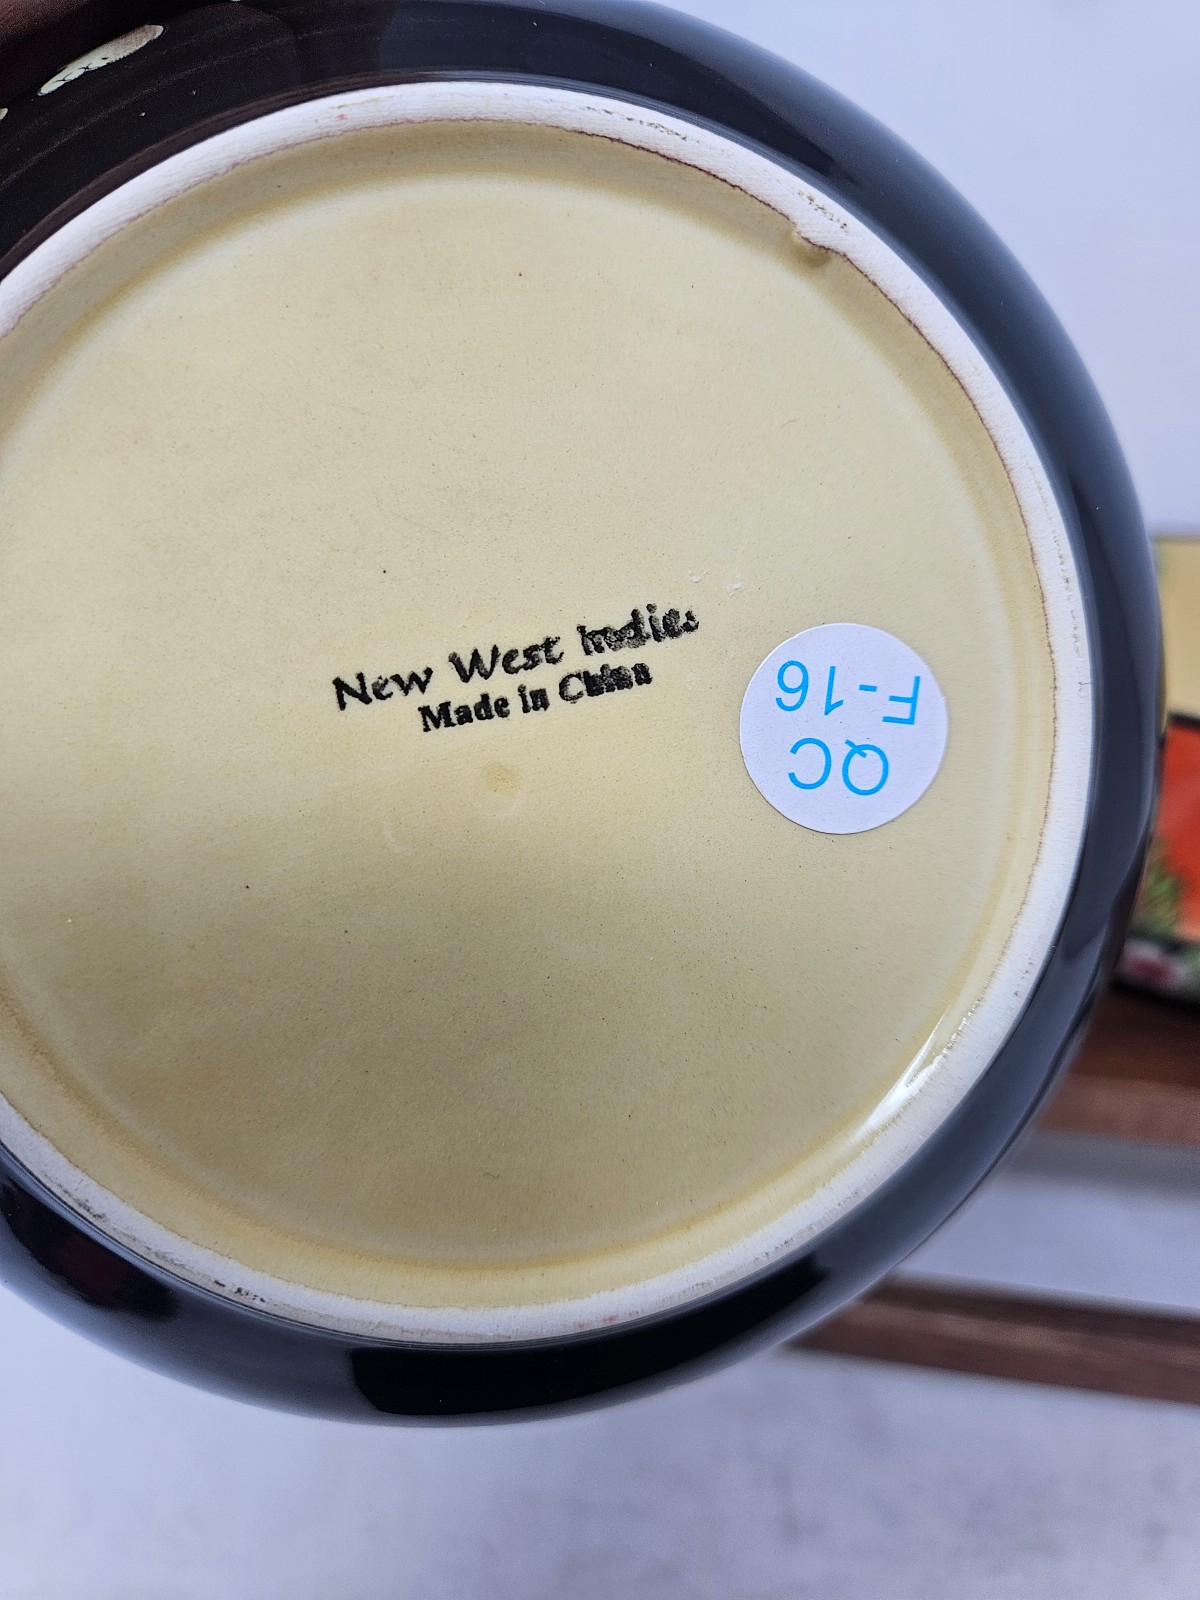 New West Indies
Made in China
QC
F-16